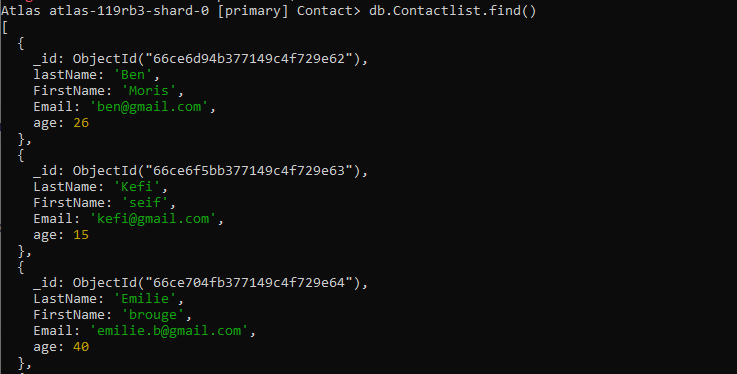 Atlas atlas-119rb3-shard-0 [primary] Contact> db.Contactlist.find()
[
  {
    _id: ObjectId("66ce6d94b377149c4f729e62"),
    lastName: 'Ben',
    FirstName: 'Moris',
    Email: 'ben@gmail.com',
    age: 26
  },
  {
    _id: ObjectId("66ce6f5bb377149c4f729e63"),
    LastName: 'Kefi',
    FirstName: 'seif',
    Email: 'kefi@gmail.com',
    age: 15
  },
  {
    _id: ObjectId("66ce704fb377149c4f729e64"),
    LastName: 'Emilie',
    FirstName: 'brouge',
    Email: 'emilie.b@gmail.com',
    age: 40
  },